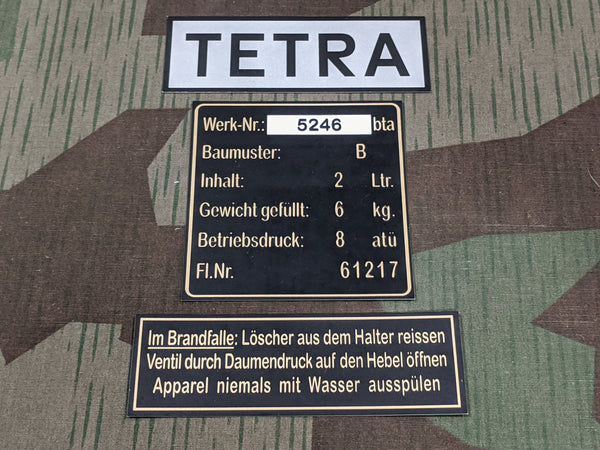 TETRA
Werk-Nr.: 5246 bta
Baumuster: B
Inhalt: 2 Ltr.
Gewicht gefüllt: 6 kg.
Betriebsdruck: 8 atü
Fl.Nr. 61217
Im Brandfalle: Löscher aus dem Halter reissen
Ventil durch Daumendruck auf den Hebel öffnen
Apparel niemals mit Wasser ausspülen